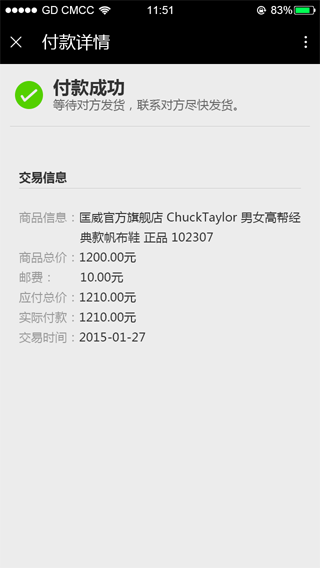 GD CMCC 11:51 83%
付款详情
付款成功
等待对方发货，联系对方尽快发货。
交易信息
商品信息：匡威官方旗舰店 ChuckTaylor 男女高帮经
典款帆布鞋 正品 102307
商品总价：1200.00元
邮费： 10.00元
应付总价：1210.00元
实际付款：1210.00元
交易时间：2015-01-27